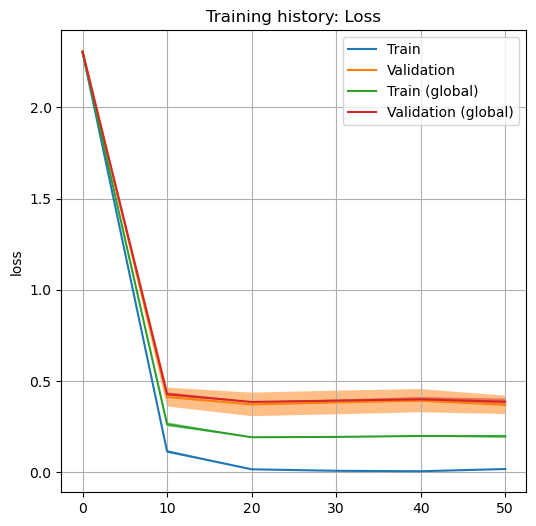 Training history: Loss
Train
Validation
Train (global)
Validation (global)
loss
2.0
1.5
1.0
0.5
0.0
0 10 20 30 40 50